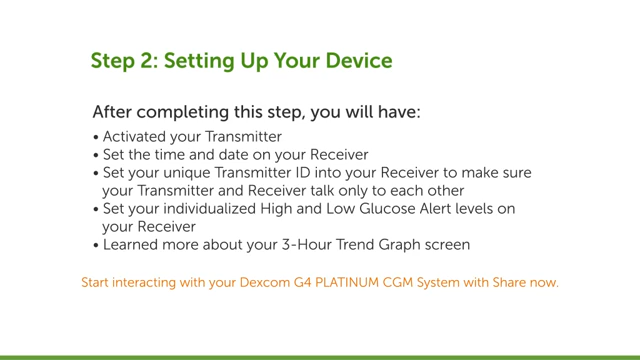 Step 2: Setting Up Your Device
After completing this step, you will have:
• Activated your Transmitter
• Set the time and date on your Receiver
• Set your unique Transmitter ID into your Receiver to make sure
your Transmitter and Receiver talk only to each other
• Set your individualized High and Low Glucose Alert levels on
your Receiver
• Learned more about your 3-Hour Trend Graph screen
Start interacting with your Dexcom G4 PLATINUM CGM System with Share now.